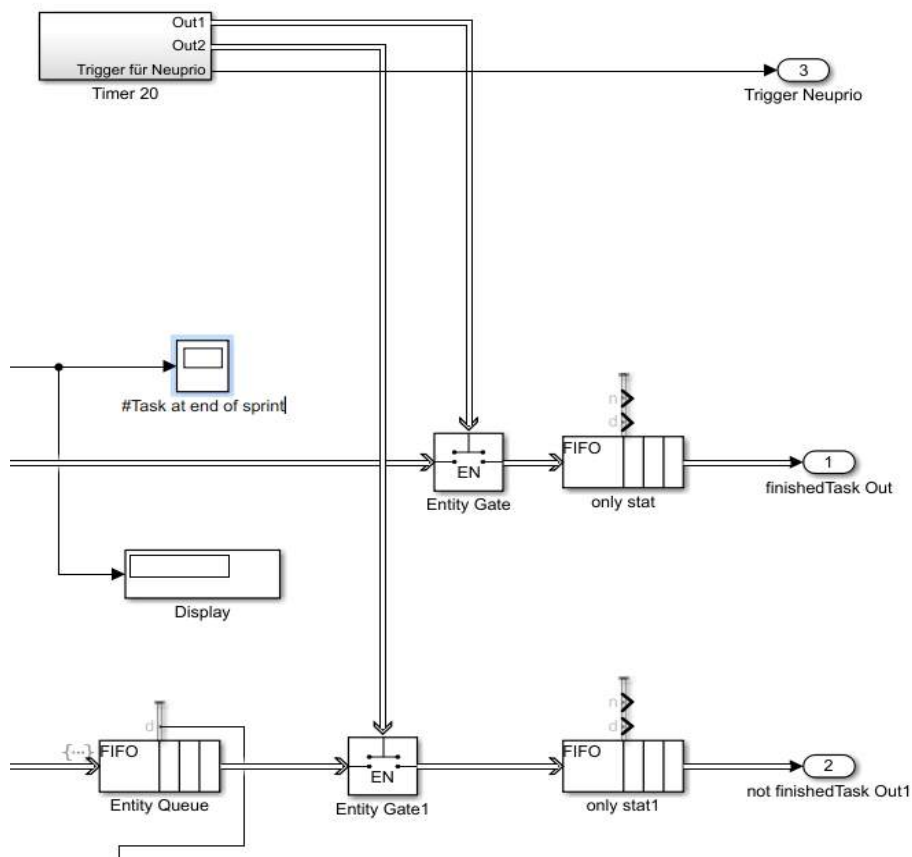 Out1
Out2
Trigger für Neuprio
Timer 20
3
Trigger Neuprio
#Task at end of sprint
n
d
FIFO
EN
1
Entity Gate
only stat
finishedTask Out
Display
n
d
d
{...}
FIFO
EN
FIFO
2
Entity Queue
Entity Gate1
only stat1
not finishedTask Out1